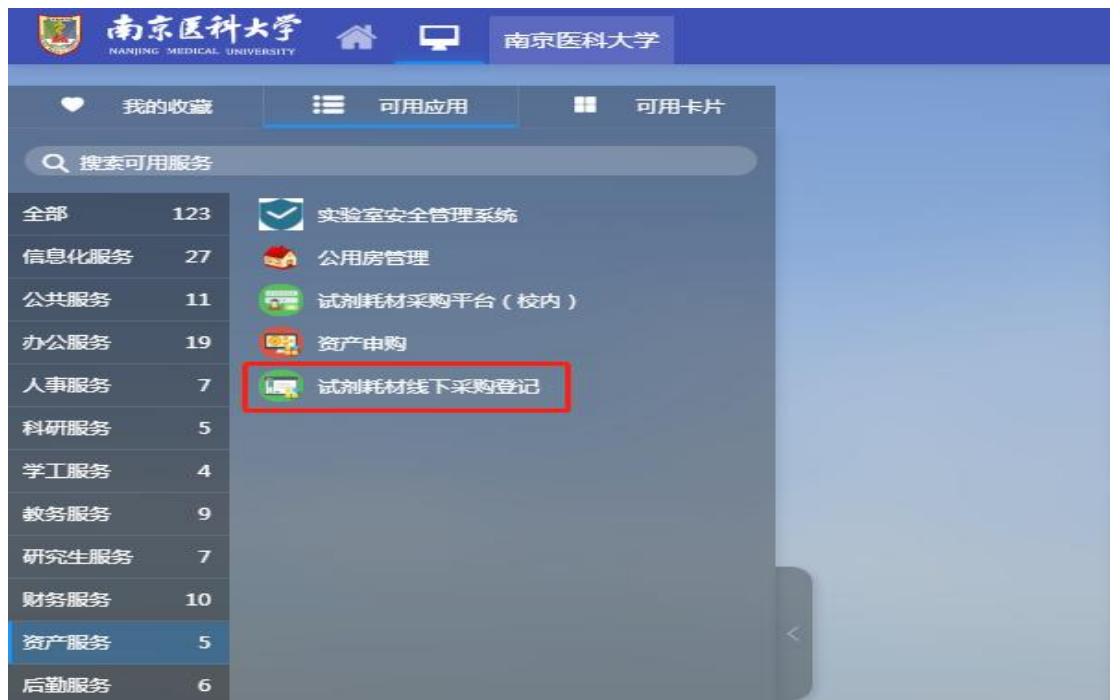 南京医科大学
NANJING MEDICAL UNIVERSITY
南京医科大学
我的收藏 可用应用 可用卡片
搜索可用服务
全部 123
信息化服务 27
公共服务 11
办公服务 19
人事服务 7
科研服务 5
学工服务 4
教务服务 9
研究生服务 7
财务服务 10
资产服务 5
后勤服务 6
实验室安全管理系统
公用房管理
试剂耗材采购平台（校内）
资产申购
试剂耗材线下采购登记